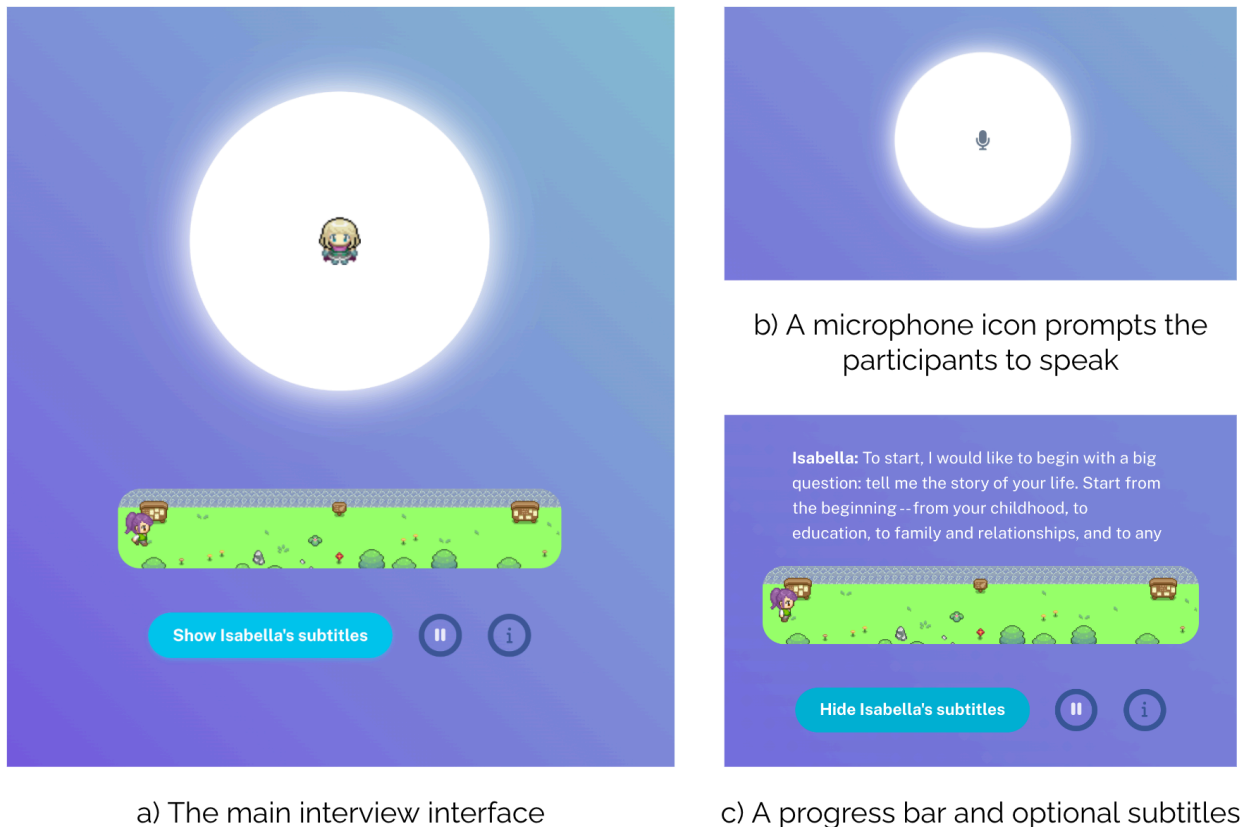 Show Isabella's subtitles
a) The main interview interface
b) A microphone icon prompts the
participants to speak
Isabella: To start, I would like to begin with a big
question: tell me the story of your life. Start from
the beginning--from your childhood, to
education, to family and relationships, and to any
Hide Isabella's subtitles
c) A progress bar and optional subtitles